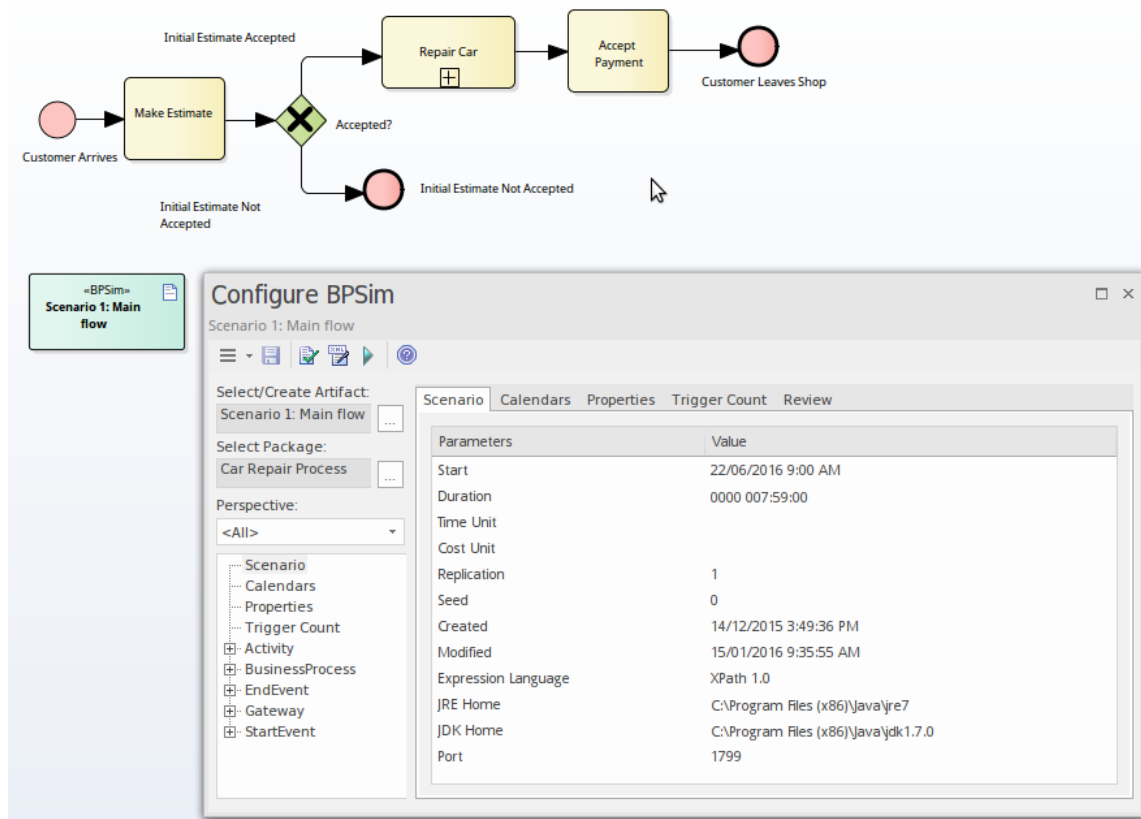 Initial Estimate Accepted
Repair Car
Accept
Payment
Customer Leaves Shop
Make Estimate
Accepted?
Customer Arrives
Initial Estimate Not Accepted
Initial Estimate Not
Accepted
«BPSim»
Scenario 1: Main
flow
Configure BPSim
Scenario 1: Main flow
Select/Create Artifact:
Scenario 1: Main flow ...
Select Package:
Car Repair Process ...
Perspective:
<All>
Scenario
Calendars
Properties
Trigger Count
Activity
BusinessProcess
EndEvent
Gateway
StartEvent
Scenario Calendars Properties Trigger Count Review
Parameters Value
Start 22/06/2016 9:00 AM
Duration 0000 007:59:00
Time Unit
Cost Unit
Replication 1
Seed 0
Created 14/12/2015 3:49:36 PM
Modified 15/01/2016 9:35:55 AM
Expression Language XPath 1.0
JRE Home C:\Program Files (x86)\Java\jre7
JDK Home C:\Program Files (x86)\Java\jdk1.7.0
Port 1799